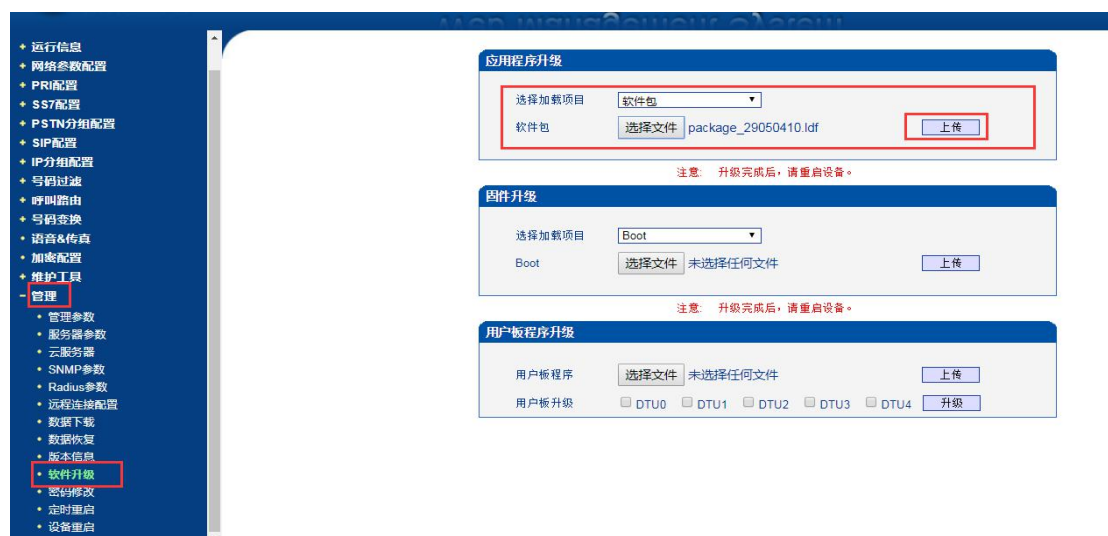 Web Management System
运行信息
网络参数配置
PRI配置
SS7配置
PSTN分组配置
SIP配置
IP分组配置
号码过滤
呼叫路由
号码变换
语音&传真
加密配置
维护工具
管理
管理参数
服务器参数
云服务器
SNMP参数
Radius参数
远程连接配置
数据下载
数据恢复
版本信息
软件升级
密码修改
定时重启
设备重启
应用程序升级
选择加载项目 软件包
软件包 选择文件 package_29050410.ldf 上传
注意: 升级完成后,请重启设备。
固件升级
选择加载项目 Boot
Boot 选择文件 未选择任何文件 上传
注意: 升级完成后,请重启设备。
用户板程序升级
用户板程序 选择文件 未选择任何文件 上传
用户板升级 DTU0 DTU1 DTU2 DTU3 DTU4 升级